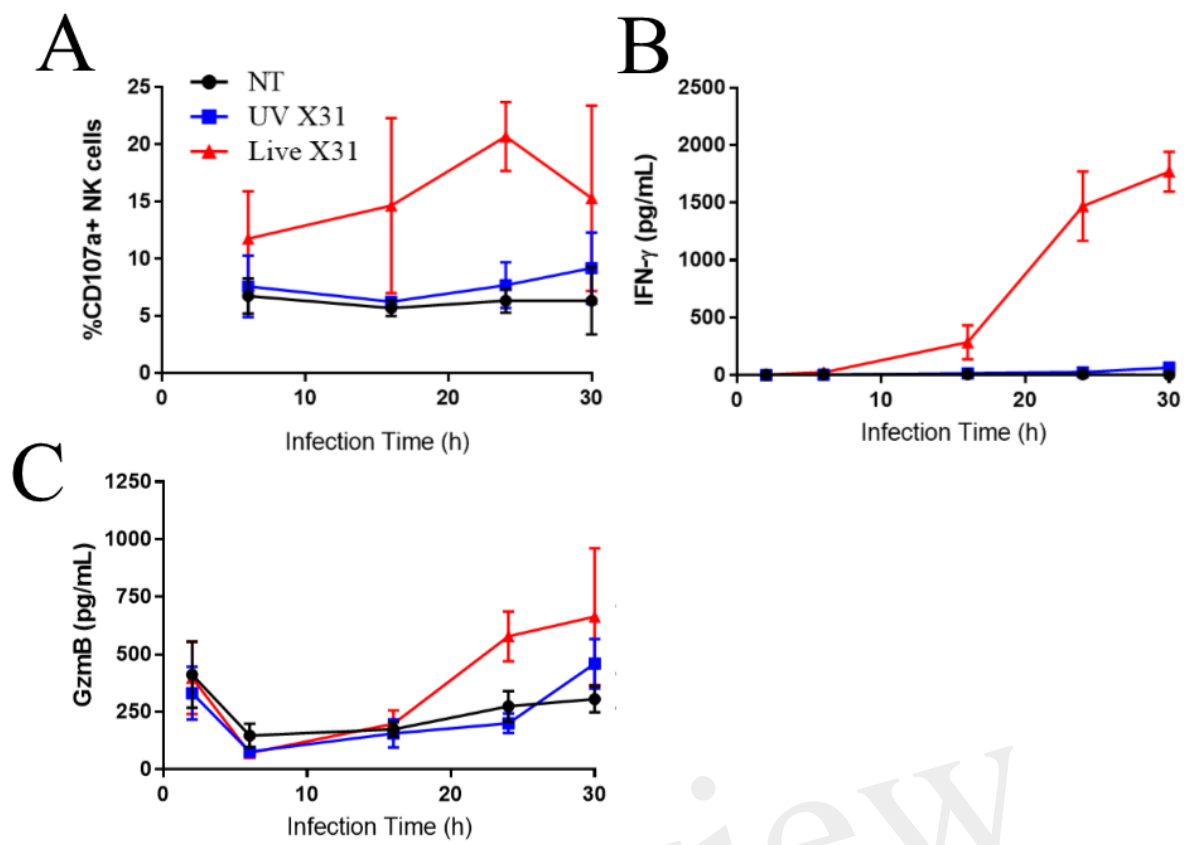 A
NT
UV X31
Live X31
%CD107a+ NK cells
25
20
15
10
5
0
0 10 20 30
Infection Time (h)
B
IFN-γ (pg/mL)
2500
2000
1500
1000
500
0
0 10 20 30
Infection Time (h)
C
GzmB (pg/mL)
1250
1000
750
500
250
0
0 10 20 30
Infection Time (h)
iew